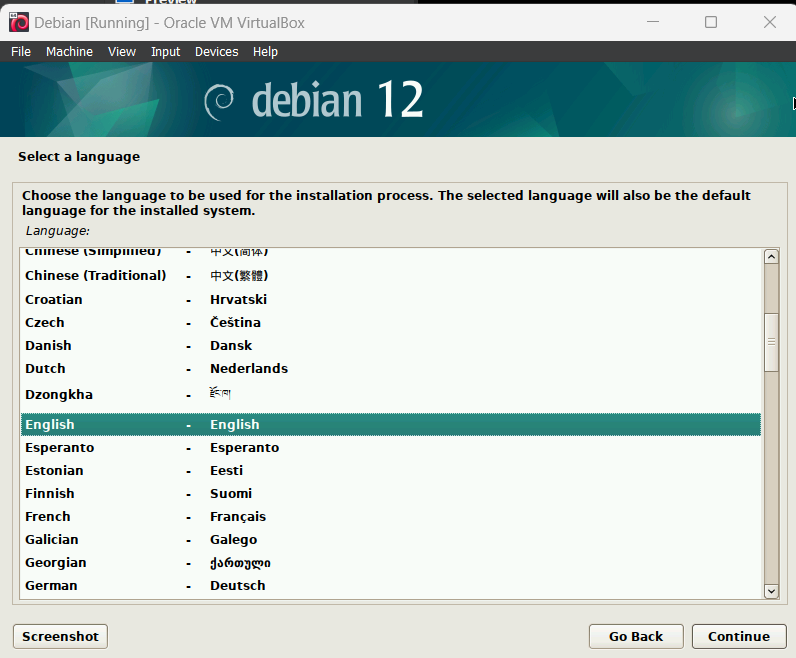 Preview
Debian [Running] - Oracle VM VirtualBox
File Machine View Input Devices Help
debian 12
Select a language
Choose the language to be used for the installation process. The selected language will also be the default
language for the installed system.
Language:
Chinese (Simplified) - 中文(简体)
Chinese (Traditional) - 中文(繁體)
Croatian - Hrvatski
Czech - Čeština
Danish - Dansk
Dutch - Nederlands
Dzongkha - རྫོང་ཁ།
English - English
Esperanto - Esperanto
Estonian - Eesti
Finnish - Suomi
French - Français
Galician - Galego
Georgian - ქართული
German - Deutsch
Screenshot Go Back Continue